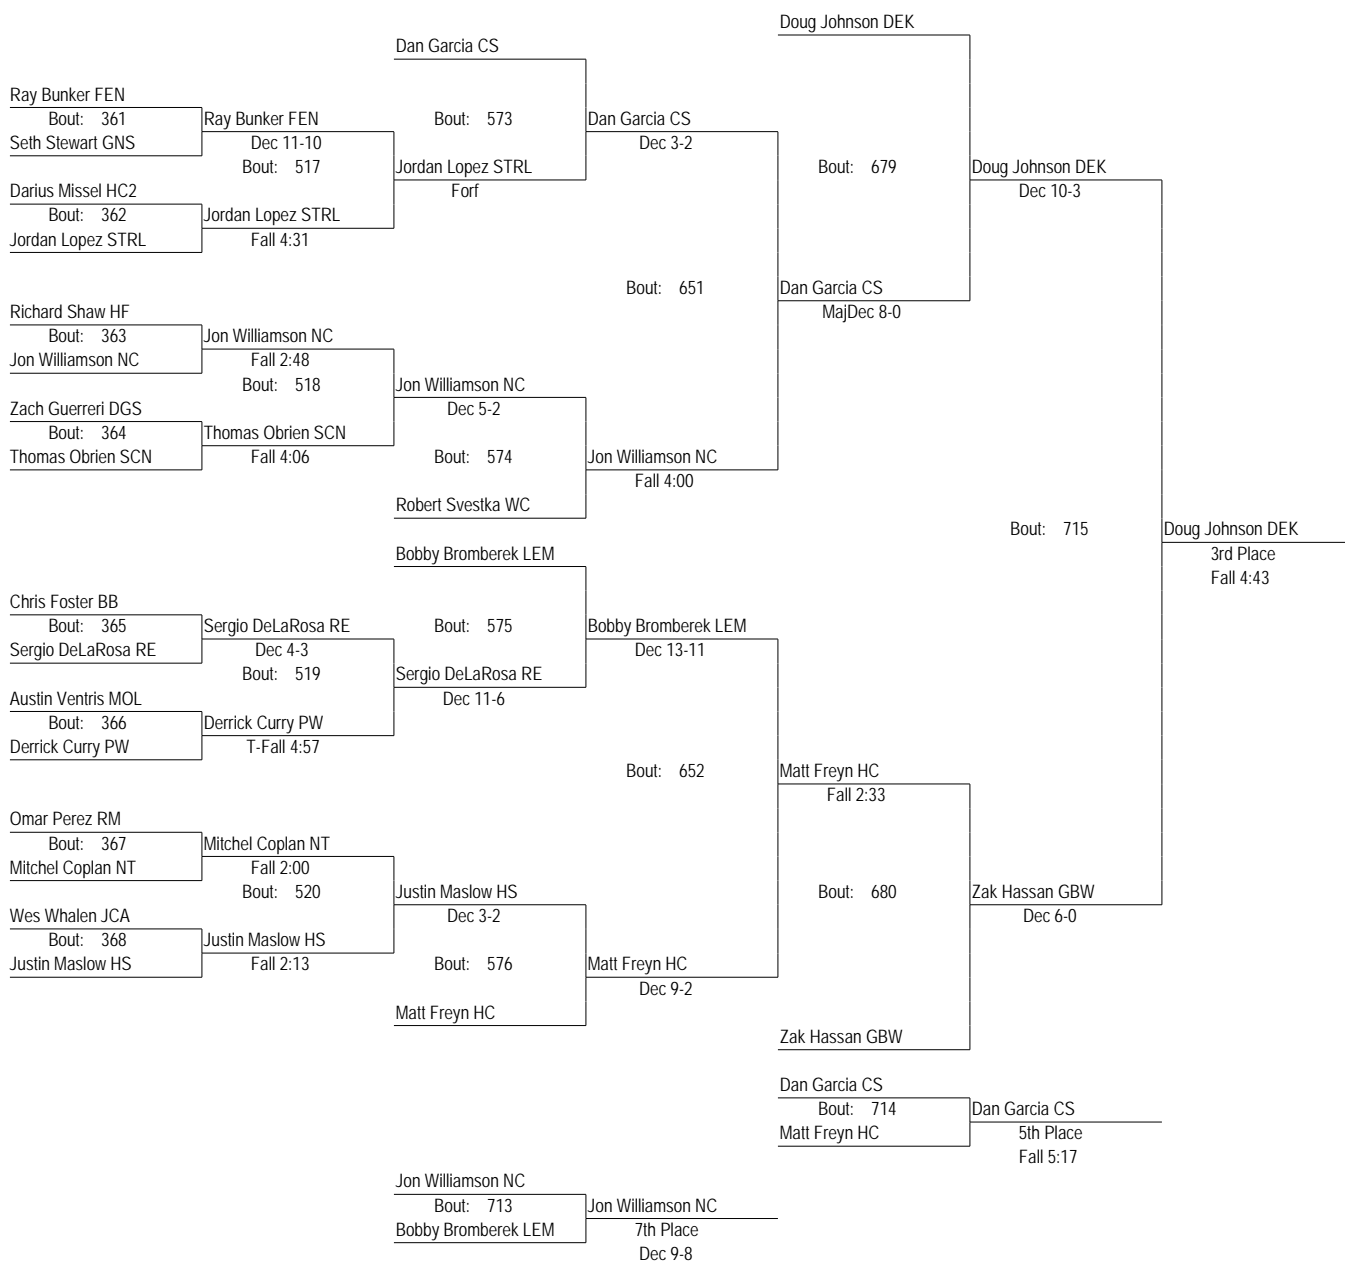 Doug Johnson DEK
Dan Garcia CS
Ray Bunker FEN
Bout: 361
Ray Bunker FEN
Bout: 573
Dan Garcia CS
Seth Stewart GNS
Dec 11-10
Dec 3-2
Bout: 517
Jordan Lopez STRL
Bout: 679
Doug Johnson DEK
Darius Missel HC2
Forf
Dec 10-3
Bout: 362
Jordan Lopez STRL
Jordan Lopez STRL
Fall 4:31
Bout: 651
Dan Garcia CS
Richard Shaw HF
MajDec 8-0
Bout: 363
Jon Williamson NC
Jon Williamson NC
Fall 2:48
Bout: 518
Jon Williamson NC
Zach Guerreri DGS
Dec 5-2
Bout: 364
Thomas Obrien SCN
Thomas Obrien SCN
Fall 4:06
Bout: 574
Jon Williamson NC
Fall 4:00
Robert Svestka WC
Bout: 715
Doug Johnson DEK
Bobby Bromberek LEM
3rd Place
Fall 4:43
Chris Foster BB
Bout: 365
Sergio DeLaRosa RE
Bout: 575
Bobby Bromberek LEM
Sergio DeLaRosa RE
Dec 4-3
Dec 13-11
Bout: 519
Sergio DeLaRosa RE
Austin Ventris MOL
Dec 11-6
Bout: 366
Derrick Curry PW
Derrick Curry PW
T-Fall 4:57
Bout: 652
Matt Freyn HC
Fall 2:33
Omar Perez RM
Bout: 367
Mitchel Coplan NT
Mitchel Coplan NT
Fall 2:00
Bout: 520
Justin Maslow HS
Bout: 680
Zak Hassan GBW
Wes Whalen JCA
Dec 3-2
Dec 6-0
Bout: 368
Justin Maslow HS
Justin Maslow HS
Fall 2:13
Bout: 576
Matt Freyn HC
Dec 9-2
Matt Freyn HC
Zak Hassan GBW
Dan Garcia CS
Bout: 714
Dan Garcia CS
Matt Freyn HC
5th Place
Fall 5:17
Jon Williamson NC
Bout: 713
Jon Williamson NC
Bobby Bromberek LEM
7th Place
Dec 9-8